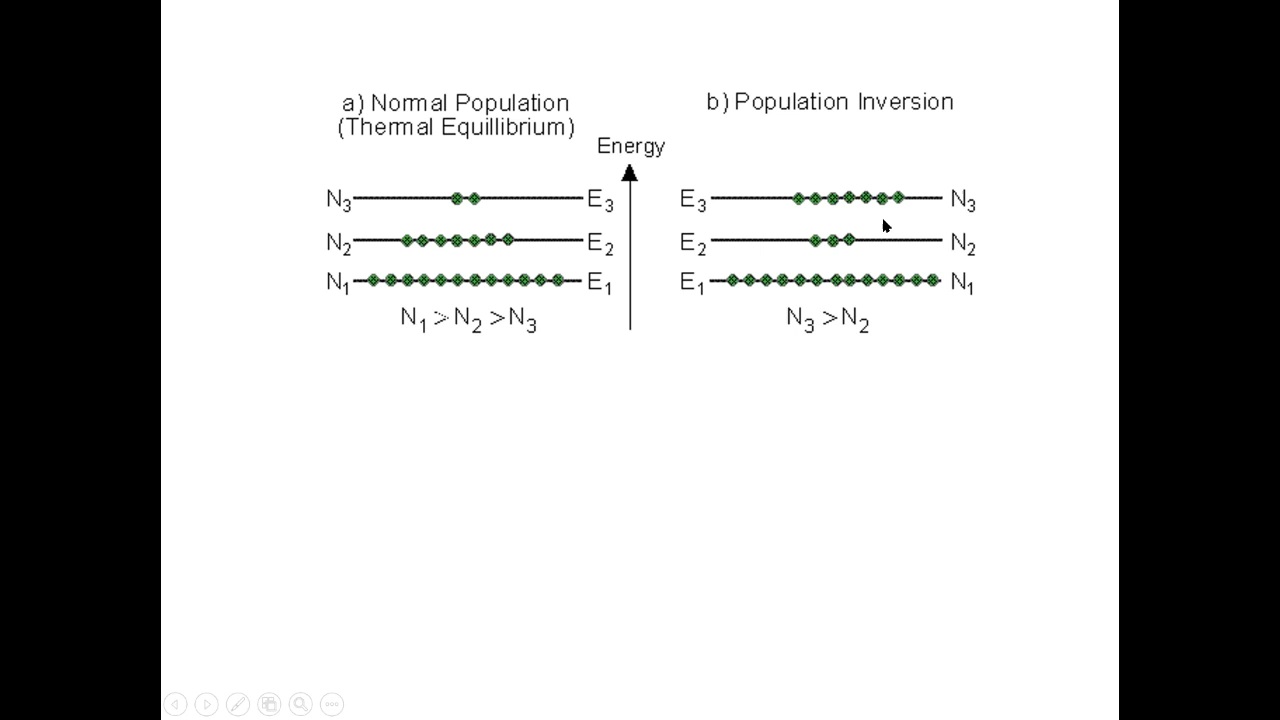 a) Normal Population
(Thermal Equillibrium)
b) Population Inversion
Energy
N₃ E₃
N₂ E₂
N₁ E₁
N₁ > N₂ > N₃
E₃ N₃
E₂ N₂
E₁ N₁
N₃ > N₂